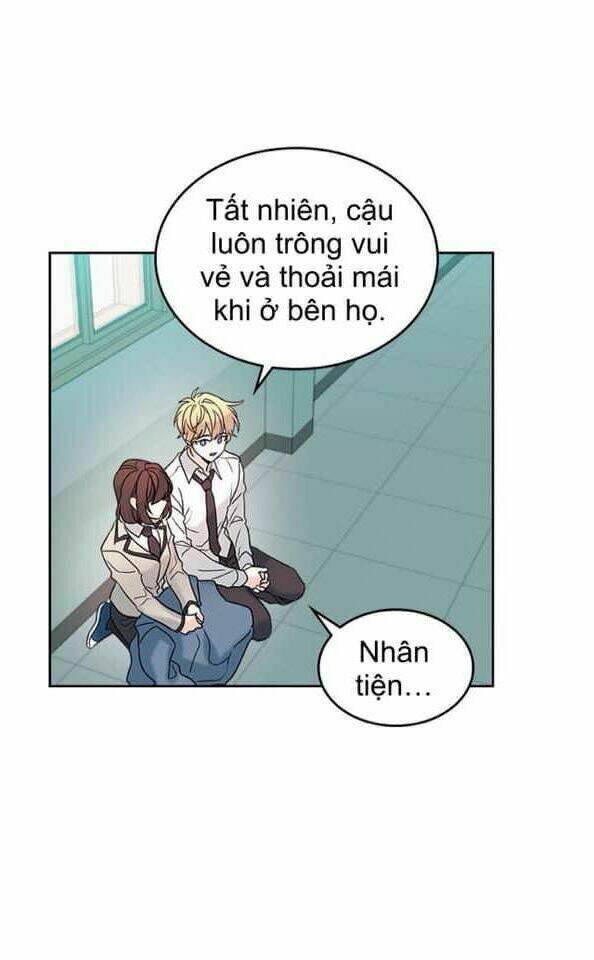 Tất nhiên, cậu
luôn trông vui
vẻ và thoải mái
khi ở bên họ.
Nhân
tiện...